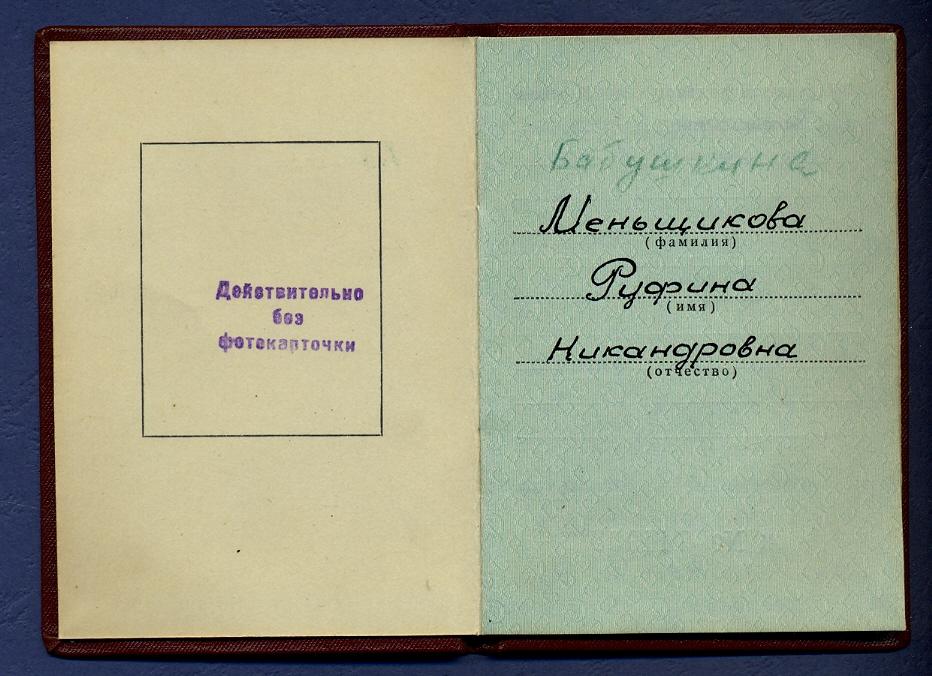 Действительно
без
фотокарточки
Бабушкина
Меньщикова
(фамилия)
Руфина
(имя)
Никандровна
(отчество)